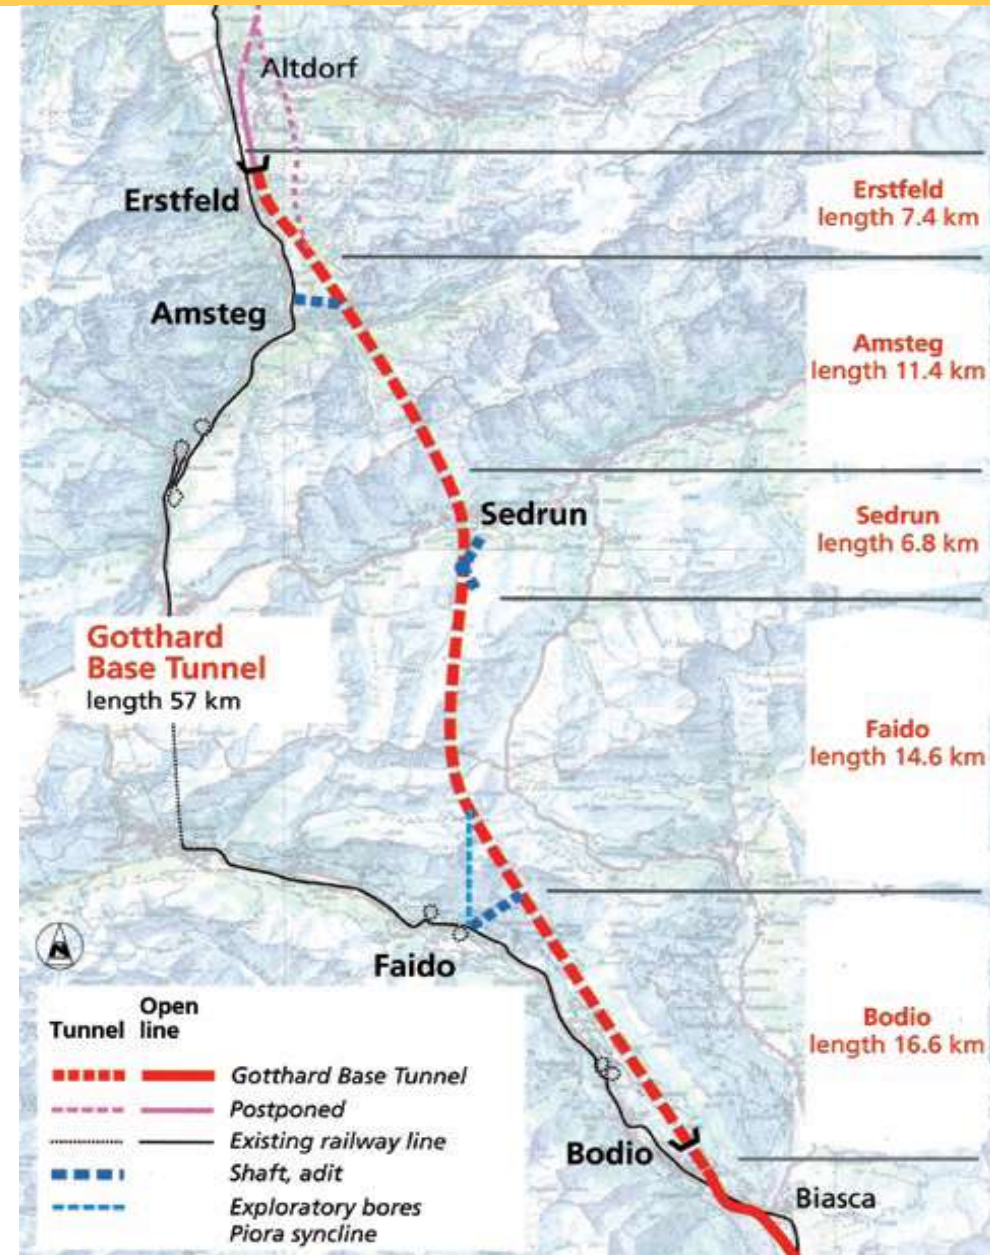 Altdorf
Erstfeld
Erstfeld
length 7.4 km
Amsteg
Amsteg
length 11.4 km
Sedrun
Sedrun
length 6.8 km
Gotthard
Base Tunnel
length 57 km
Faido
length 14.6 km
N
Faido
Bodio
length 16.6 km
Tunnel
Open
line
Gotthard Base Tunnel
Postponed
Existing railway line
Shaft, adit
Exploratory bores
Piora syncline
Bodio
Biasca